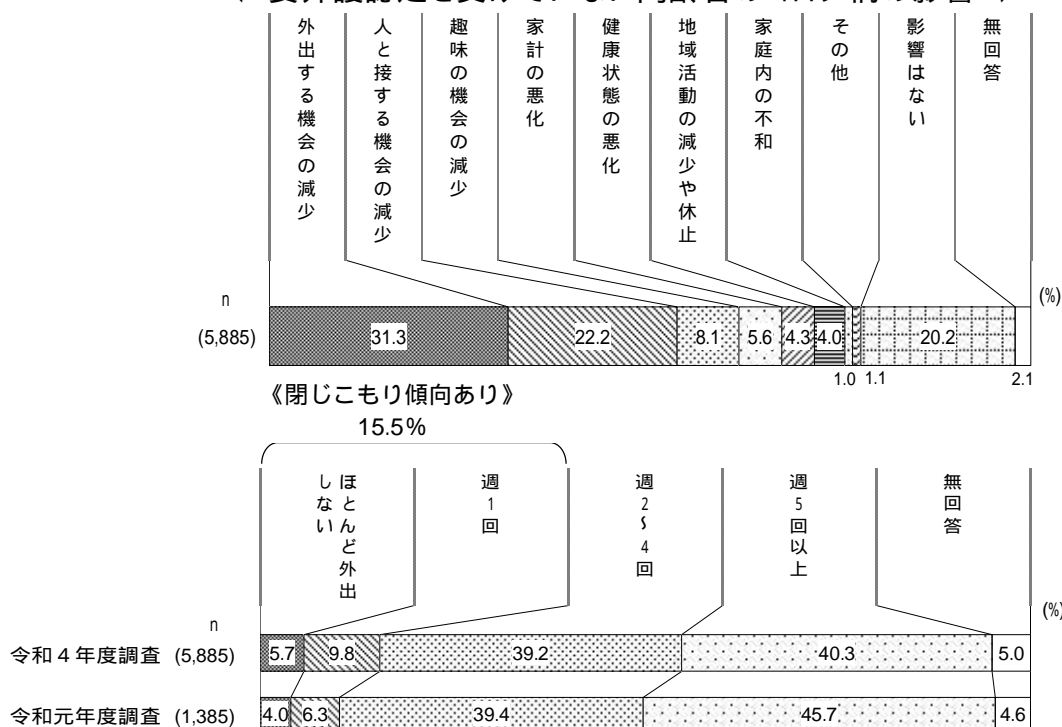 外出する機会の減少
人と接する機会の減少
趣味の機会の減少
家計の悪化
健康状態の悪化
地域活動の減少や休止
家庭内の不和
その他
影響はない
無回答
n
(%)
(5,885)
31.3
22.2
8.1
5.6
4.3
4.0
20.2
1.0
1.1
2.1
《閉じこもり傾向あり》
15.5%
ほとんど外出
しない
週1回
週2~4回
週5回以上
無回答
n
(%)
令和4年度調査 (5,885)
5.7
9.8
39.2
40.3
5.0
令和元年度調査 (1,385)
4.0
6.3
39.4
45.7
4.6